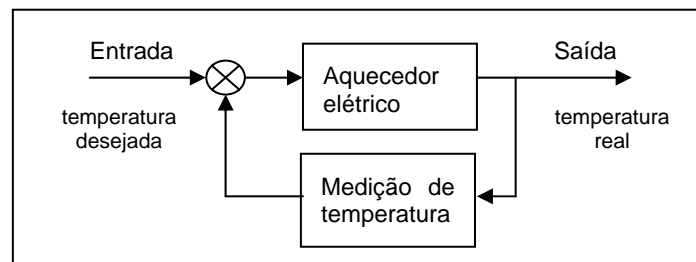 Entrada
Saída
Aquecedor
elétrico
temperatura
desejada
temperatura
real
Medição de
temperatura